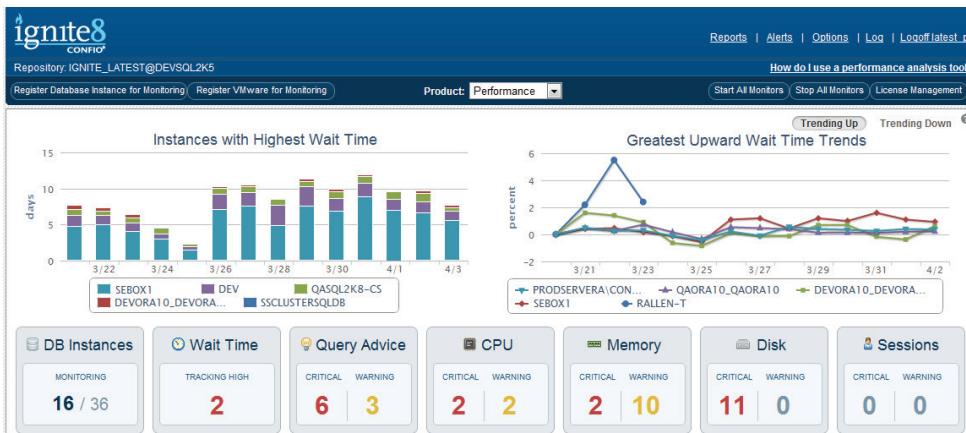 ignite8
CONFIO
Reports | Alerts | Options | Log | Logoff latest_p
Repository: IGNITE_LATEST@DEVSQL2K5
How do I use a performance analysis tool
Register Database Instance for Monitoring Register VMware for Monitoring Product: Performance Start All Monitors Stop All Monitors License Management
Trending Up Trending Down
Instances with Highest Wait Time
15
10
5
0
days
3/22 3/24 3/26 3/28 3/30 4/1 4/3
SEBOX1 DEV QASQL2K8-CS
DEVORA10_DEVORA... SSCLUSTERSQLDB
Greatest Upward Wait Time Trends
6
4
2
0
-2
percent
3/21 3/23 3/25 3/27 3/29 3/31 4/2
PRODSERVERA\CON... QAORA10_QAORA10 DEVORA10_DEVORA...
SEBOX1 RALLEN-T
DB Instances
MONITORING
16 / 36
Wait Time
TRACKING HIGH
2
Query Advice
CRITICAL WARNING
6 3
CPU
CRITICAL WARNING
2 2
Memory
CRITICAL WARNING
2 10
Disk
CRITICAL WARNING
11 0
Sessions
CRITICAL WARNING
0 0